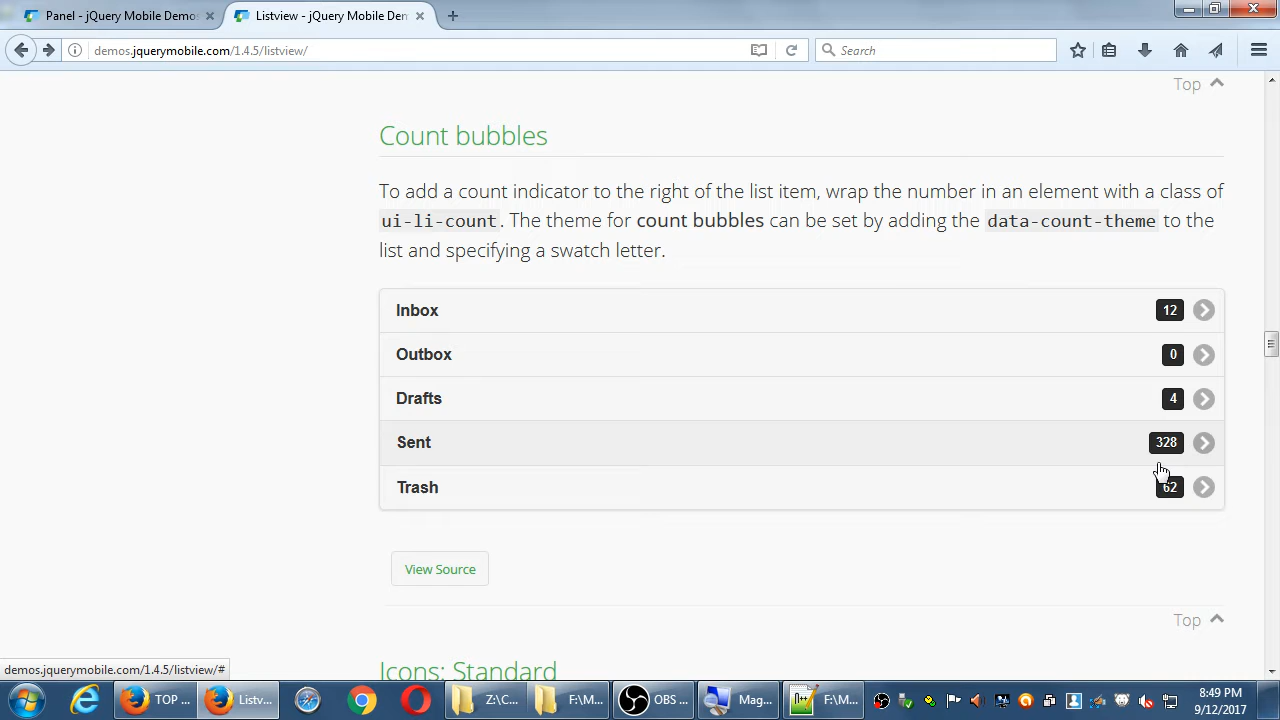 Panel - jQuery Mobile Demos
Listview - jQuery Mobile Dem
demos.jquerymobile.com/1.4.5/listview/
Search
Top
Count bubbles
To add a count indicator to the right of the list item, wrap the number in an element with a class of
ui-li-count. The theme for count bubbles can be set by adding the data-count-theme to the
list and specifying a swatch letter.
Inbox 12
Outbox 0
Drafts 4
Sent 328
Trash 62
View Source
Top
Icons: Standard
demos.jquerymobile.com/1.4.5/listview/#
TOP ...
Listv...
Z:\C...
F:\M...
OBS ...
Mag...
F:\M...
8:49 PM
9/12/2017